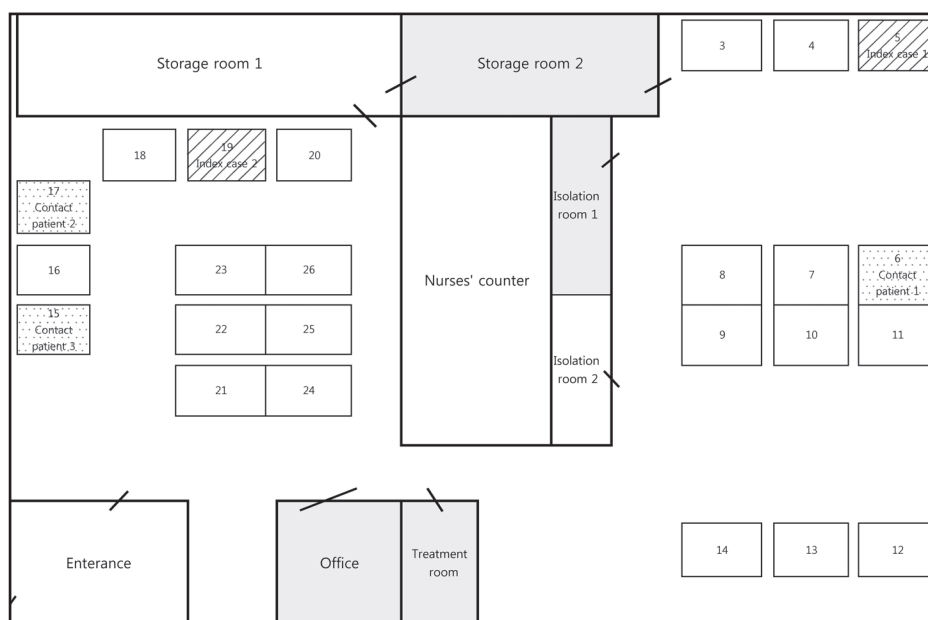 Storage room 1
Storage room 2
3
4
5
Index case 1
18
19
Index case 2
20
17
Contact
patient 2
16
15
Contact
patient 3
23
26
22
25
21
24
Nurses' counter
Isolation
room 1
Isolation
room 2
8
7
6
Contact
patient 1
9
10
11
Enterance
Office
Treatment
room
14
13
12